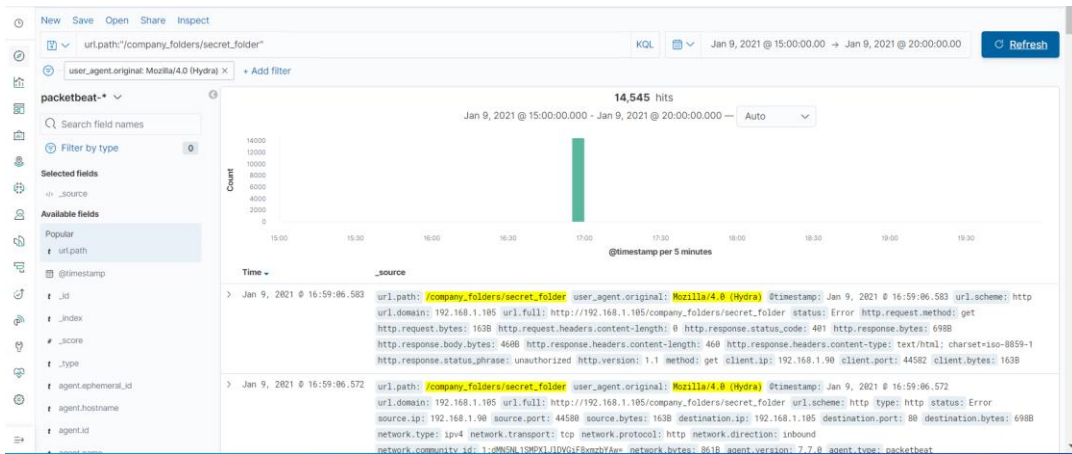 New Save Open Share Inspect
url.path:"/company_folders/secret_folder" KQL Jan 9, 2021 @ 15:00:00.00 → Jan 9, 2021 @ 20:00:00.00 Refresh
user_agent.original: Mozilla/4.0 (Hydra) × + Add filter
packetbeat-*
Search field names
Filter by type 0
Selected fields
_source
Available fields
Popular
t url.path
@timestamp
t _id
t _index
# _score
t _type
t agent.ephemeral_id
t agent.hostname
t agent.id
14,545 hits
Jan 9, 2021 @ 15:00:00.000 - Jan 9, 2021 @ 20:00:00.000 — Auto
Count
14000
12000
10000
8000
6000
4000
2000
0
15:00 15:30 16:00 16:30 17:00 17:30 18:00 18:30 19:00 19:30
@timestamp per 5 minutes
Time _source
> Jan 9, 2021 @ 16:59:06.583 url.path: /company_folders/secret_folder user_agent.original: Mozilla/4.0 (Hydra) @timestamp: Jan 9, 2021 @ 16:59:06.583 url.scheme: http
url.domain: 192.168.1.105 url.full: http://192.168.1.105/company_folders/secret_folder status: Error http.request.method: get
http.request.bytes: 163B http.request.headers.content-length: 0 http.response.status_code: 401 http.response.bytes: 698B
http.response.body.bytes: 460B http.response.headers.content-length: 460 http.response.headers.content-type: text/html; charset=iso-8859-1
http.response.status_phrase: unauthorized http.version: 1.1 method: get client.ip: 192.168.1.90 client.port: 44582 client.bytes: 163B
> Jan 9, 2021 @ 16:59:06.572 url.path: /company_folders/secret_folder user_agent.original: Mozilla/4.0 (Hydra) @timestamp: Jan 9, 2021 @ 16:59:06.572
url.domain: 192.168.1.105 url.full: http://192.168.1.105/company_folders/secret_folder url.scheme: http type: http status: Error
source.ip: 192.168.1.90 source.port: 44580 source.bytes: 163B destination.ip: 192.168.1.105 destination.port: 80 destination.bytes: 698B
network.type: ipv4 network.transport: tcp network.protocol: http network.direction: inbound
network.community_id: network.bytes: 861B agent.version: 7.7.0 agent.type: packetbeat